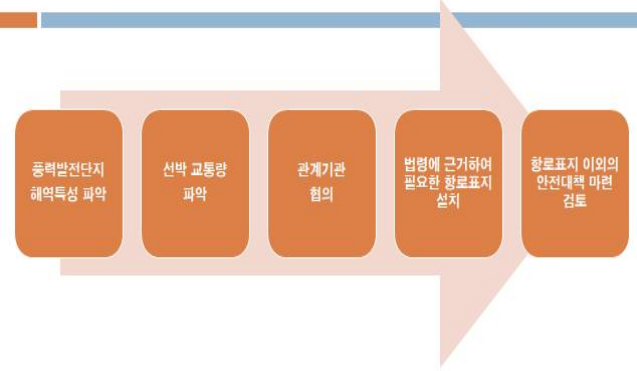 풍력발전단지
해역특성 파악
선박 교통량
파악
관계기관
협의
법령에 근거하여
필요한 항로표지
설치
항로표지 이외의
안전대책 마련
검토